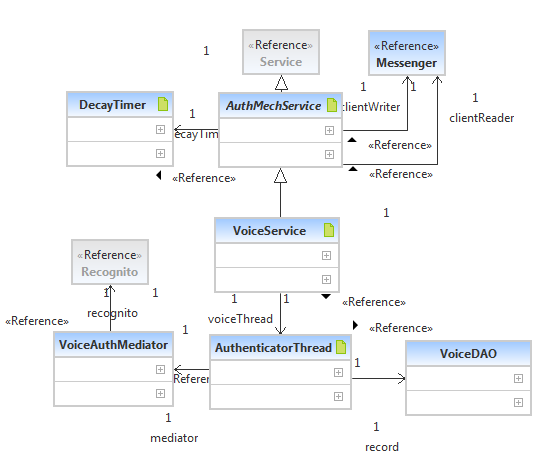 «Reference»
Service
1
«Reference»
Messenger
DecayTimer
1
AuthMechService
1
1
1
clientWriter
clientReader
ecayTim
«Reference»
«Reference»
«Reference»
1
VoiceService
«Reference»
Recognito
1
1
recognito
1
1
voiceThread
«Reference»
«Reference»
1
«Reference»
VoiceAuthMediator
AuthenticatorThread
VoiceDAO
1
Referen
1
mediator
1
record